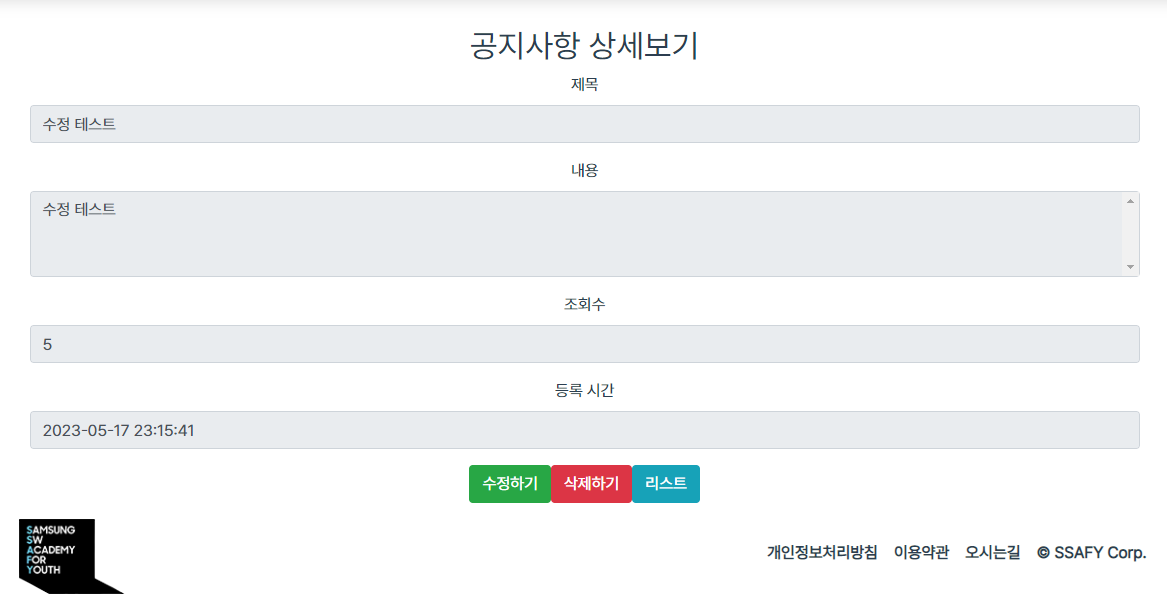 공지사항 상세보기
제목
수정 테스트
내용
수정 테스트
조회수
5
등록 시간
2023-05-17 23:15:41
수정하기 삭제하기 리스트
SAMSUNG
SW
ACADEMY
FOR
YOUTH
개인정보처리방침 이용약관 오시는길 © SSAFY Corp.